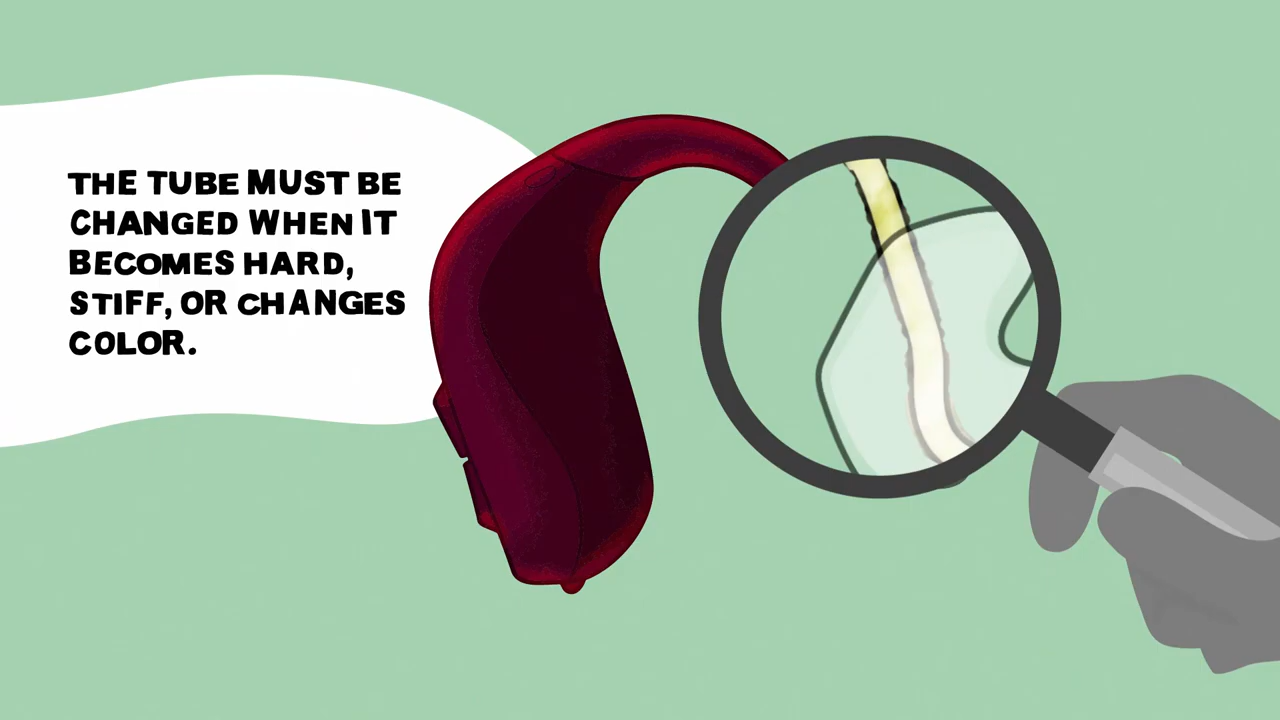 THE TUBE MUST BE
CHANGED WHEN IT
BECOMES HARD,
STIFF, OR CHANGES
COLOR.